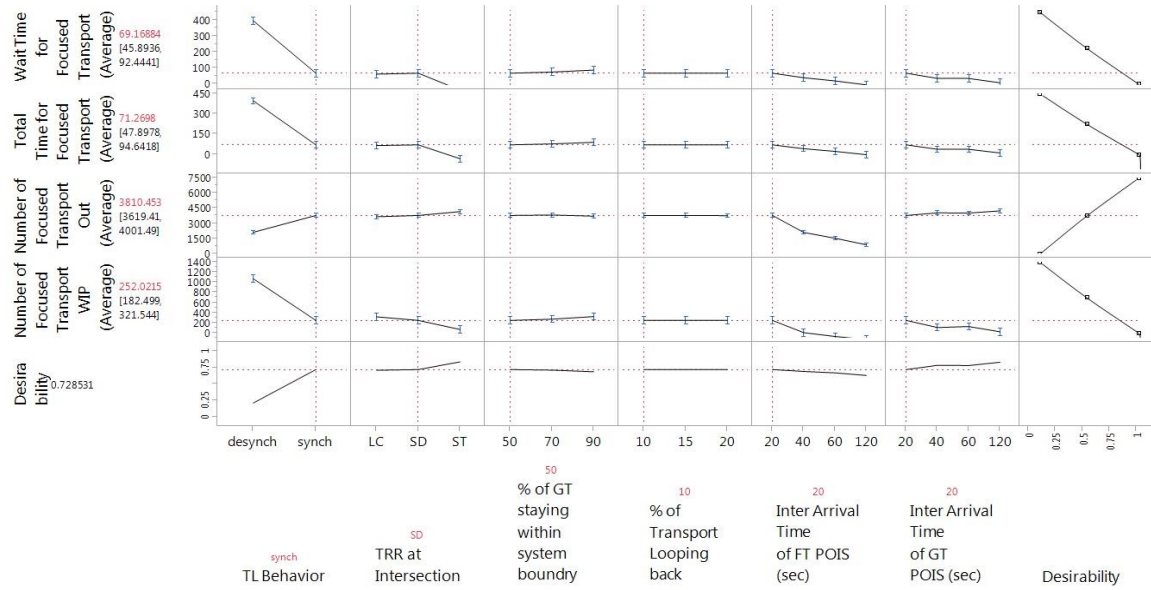 Wait Time
for
Focused
Transport
(Average)
69.16884
[45.8936,
92.4441]
400
300
200
100
0
Total
Time for
Focused
Transport
(Average)
71.2698
[47.8978,
94.6418]
450
300
150
0
Number of
Focused
Transport
Out
(Average)
3810.453
[3619.41,
4001.49]
7500
6000
4500
3000
1500
0
Number of
Focused
Transport
WIP
(Average)
252.0215
[182.499,
321.544]
1400
1200
1000
800
600
400
200
0
Desira
bility
0.728531
1
0.75
0.25
0
desynch synch LC SD ST 50 70 90 10 15 20 20 40 60 120 20 40 60 120 0 0.25 0.5 0.75 1
synch
TL Behavior
SD
TRR at
Intersection
50
% of GT
staying
within
system
boundry
10
% of
Transport
Looping
back
20
Inter Arrival
Time
of FT POIS
(sec)
20
Inter Arrival
Time
of GT
POIS (sec)
Desirability